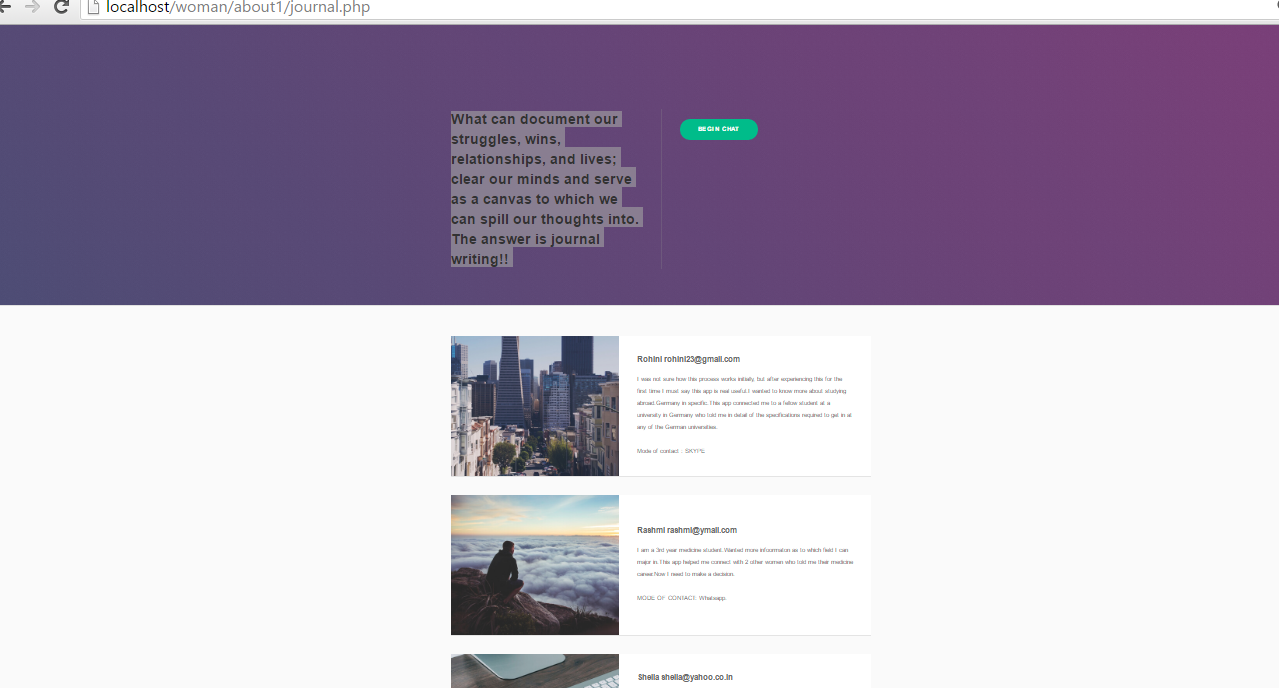 localhost/woman/about1/journal.php
What can document our
struggles, wins,
relationships, and lives;
clear our minds and serve
as a canvas to which we
can spill our thoughts into.
The answer is journal
writing!!
BEGIN CHAT
Rohini rohini23@gmail.com
I was not sure how this process works initially, but after experiencing this for the
first time I must say this app is real useful.I wanted to know more about studying
abroad,Germany in specific.This app connected me to a fellow student at a
university in Germany who told me in detail of the specifications required to get in at
any of the German universities.
Mode of contact : SKYPE
Rashmi rashmi@ymail.com
I am a 3rd year medicine student.Wanted more infoormation as to which field I can
major in.This app helped me connect with 2 other women who told me their medicine
career.Now I need to make a decision.
MODE OF CONTACT: Whatsapp.
Sheila sheila@yahoo.co.in